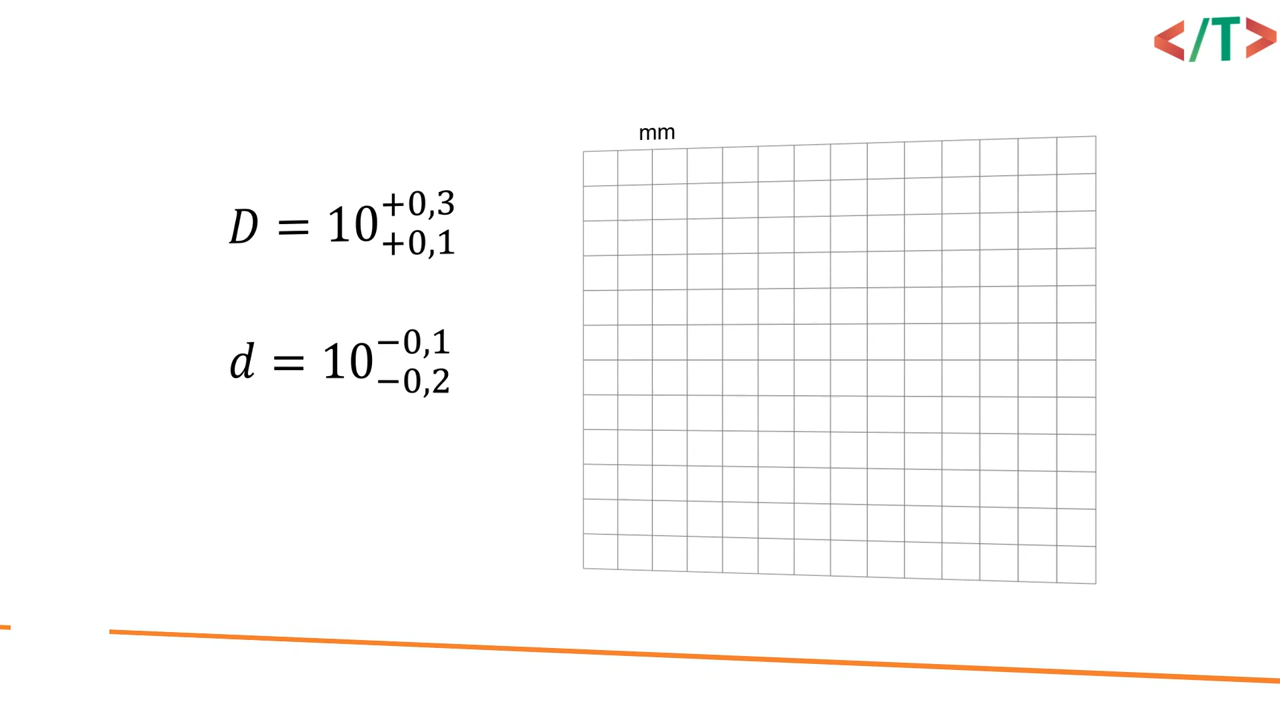 </T>
mm
D = 10 +0,3 +0,1
d = 10 −0,1 −0,2